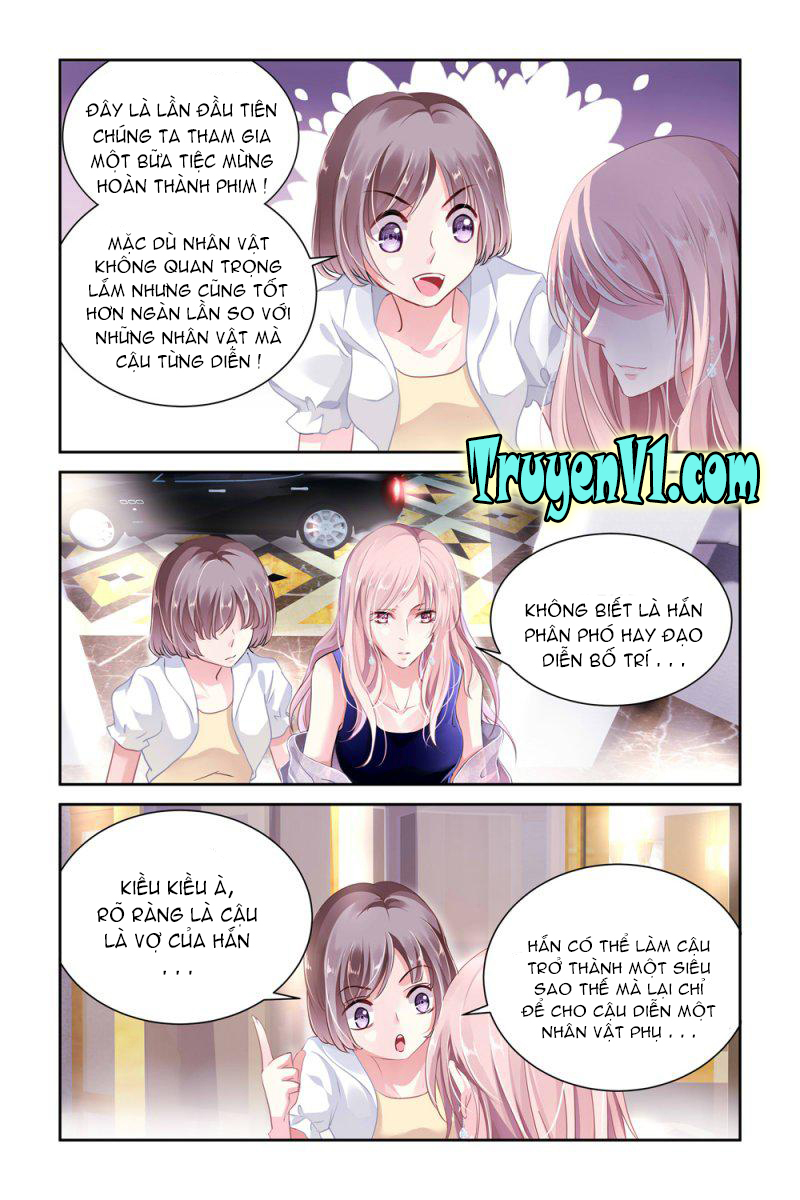 ĐÂY LÀ LẦN ĐẦU TIÊN
CHÚNG TA THAM GIA
MỘT BỮA TIỆC MỪNG
HOÀN THÀNH PHIM !
MẶC DÙ NHÂN VẬT
KHÔNG QUAN TRỌNG
LẮM NHƯNG CŨNG TỐT
HƠN NGÀN LẦN SO VỚI
NHỮNG NHÂN VẬT MÀ
CẬU TỪNG DIỄN !
TruyenV1.com
KHÔNG BIẾT LÀ HẮN
PHÂN PHÓ HAY ĐẠO
DIỄN BỐ TRÍ . . .
KIỀU KIỀU À,
RÕ RÀNG LÀ CẬU
LÀ VỢ CỦA HẮN
. . .
HẮN CÓ THỂ LÀM CẬU
TRỞ THÀNH MỘT SIÊU
SAO THẾ MÀ LẠI CHỈ
ĐỂ CHO CẬU DIỄN MỘT
NHÂN VẬT PHỤ . . .